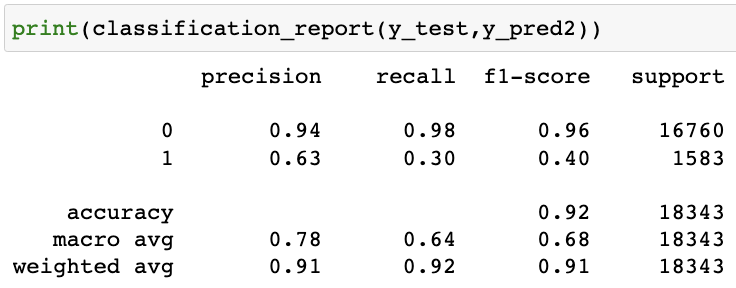 print(classification_report(y_test,y_pred2))
precision recall f1-score support
0 0.94 0.98 0.96 16760
1 0.63 0.30 0.40 1583
accuracy 0.92 18343
macro avg 0.78 0.64 0.68 18343
weighted avg 0.91 0.92 0.91 18343